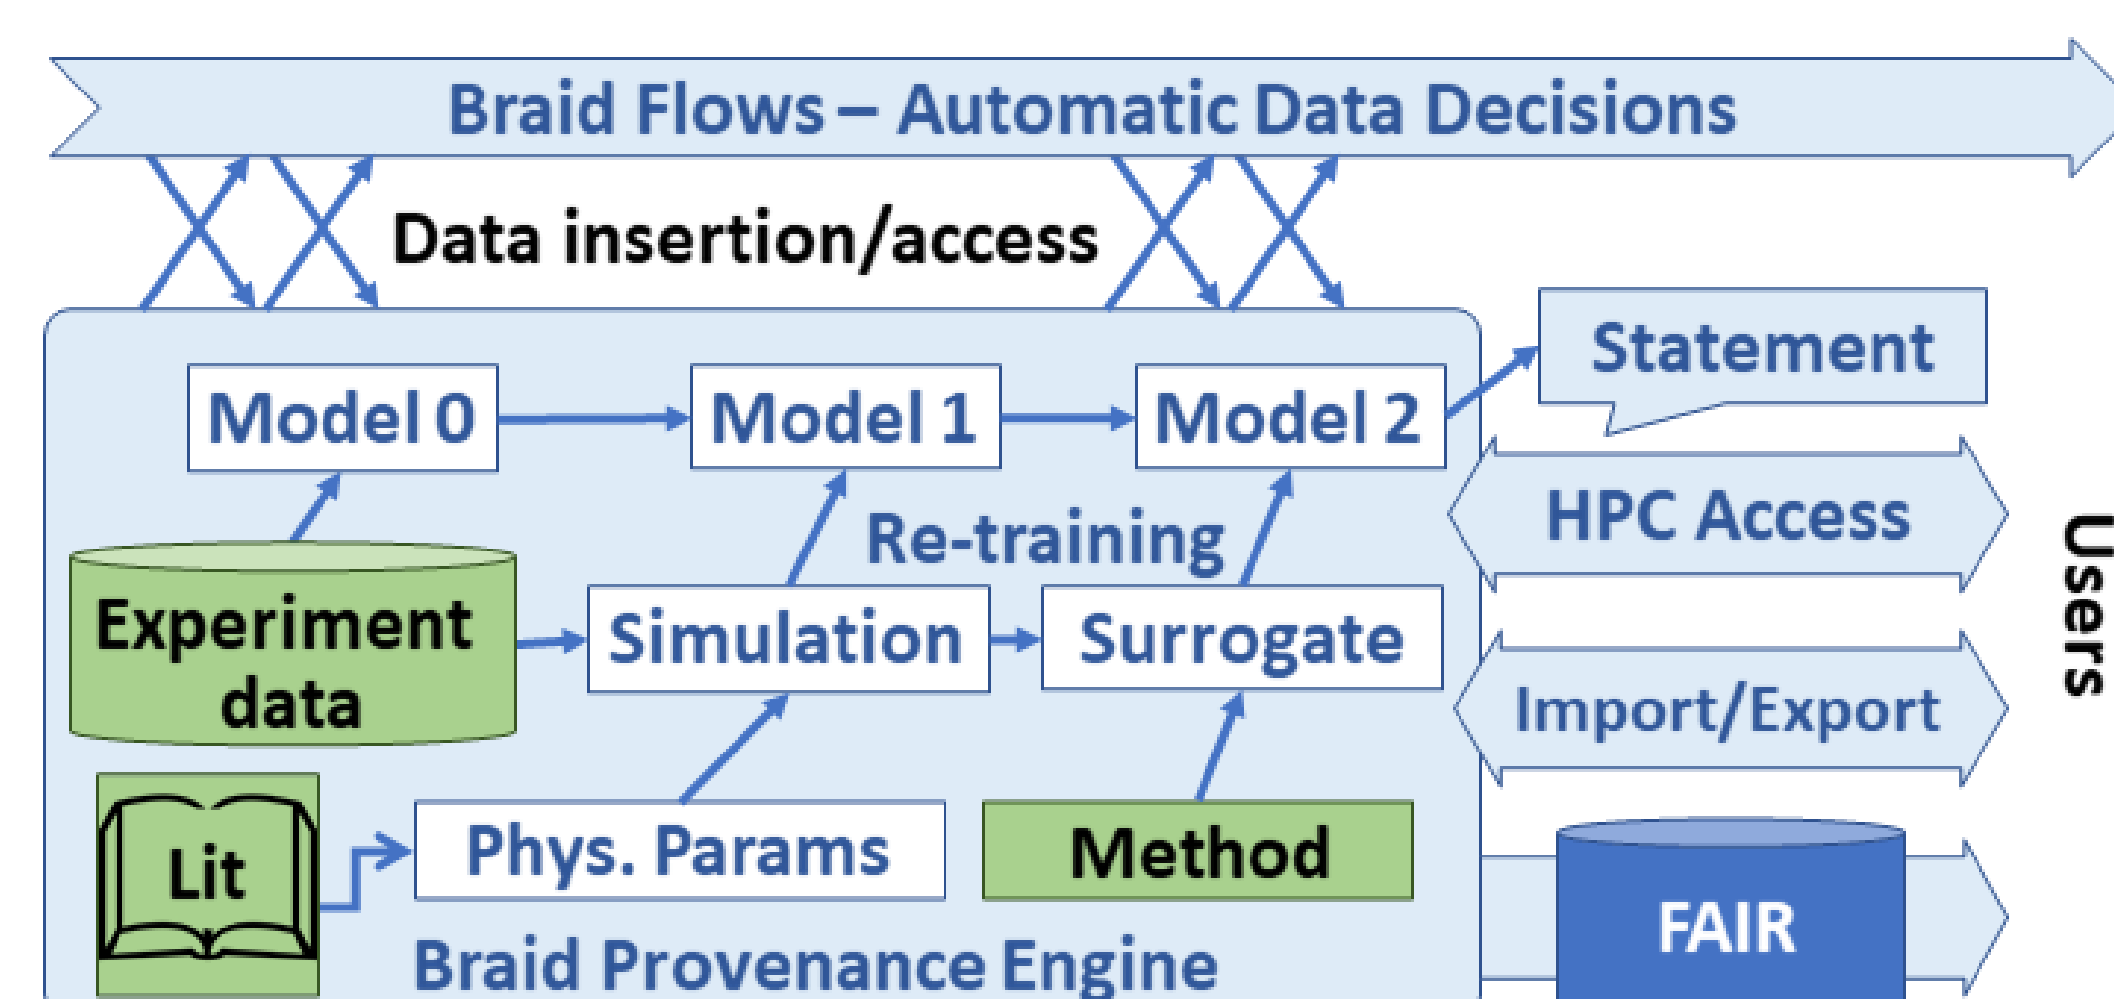 Braid Flows – Automatic Data Decisions
Data insertion/access
Statement
Model 0
Model 1
Model 2
HPC Access
Re-training
Users
Experiment
data
Simulation
Surrogate
Import/Export
Lit
Phys. Params
Method
FAIR
Braid Provenance Engine